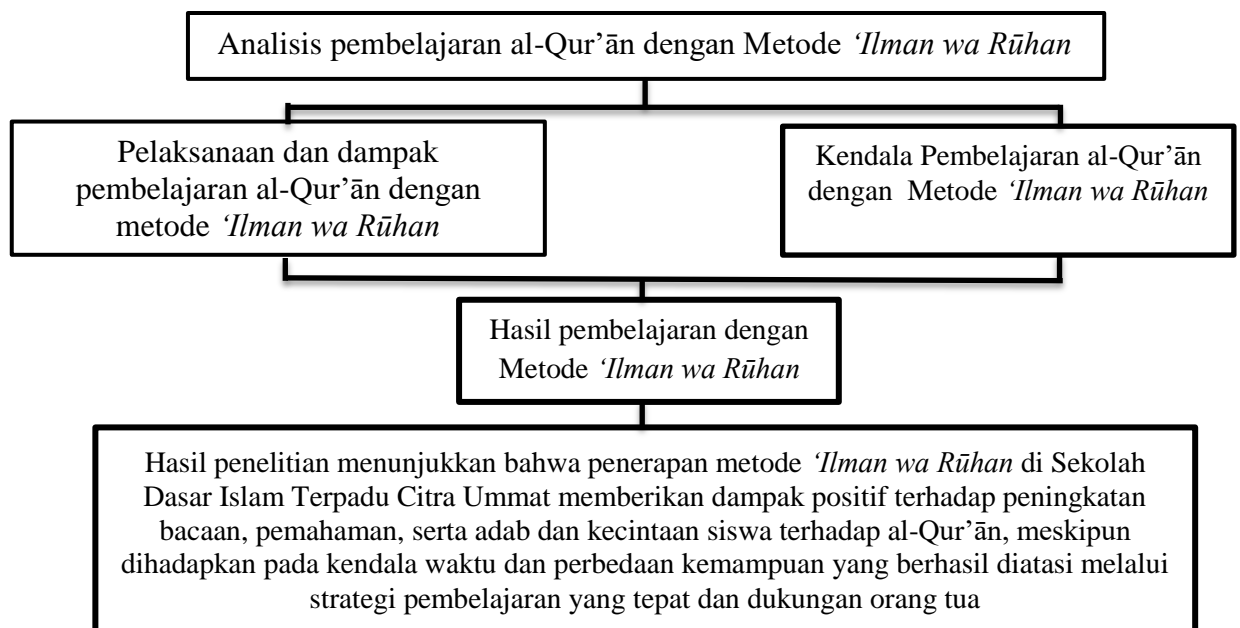 Analisis pembelajaran al-Qur’ān dengan Metode ‘Ilman wa Rūhan
Pelaksanaan dan dampak
pembelajaran al-Qur’ān dengan
metode ‘Ilman wa Rūhan
Kendala Pembelajaran al-Qur’ān
dengan Metode ‘Ilman wa Rūhan
Hasil pembelajaran dengan
Metode ‘Ilman wa Rūhan
Hasil penelitian menunjukkan bahwa penerapan metode ‘Ilman wa Rūhan di Sekolah
Dasar Islam Terpadu Citra Ummat memberikan dampak positif terhadap peningkatan
bacaan, pemahaman, serta adab dan kecintaan siswa terhadap al-Qur’ān, meskipun
dihadapkan pada kendala waktu dan perbedaan kemampuan yang berhasil diatasi melalui
strategi pembelajaran yang tepat dan dukungan orang tua